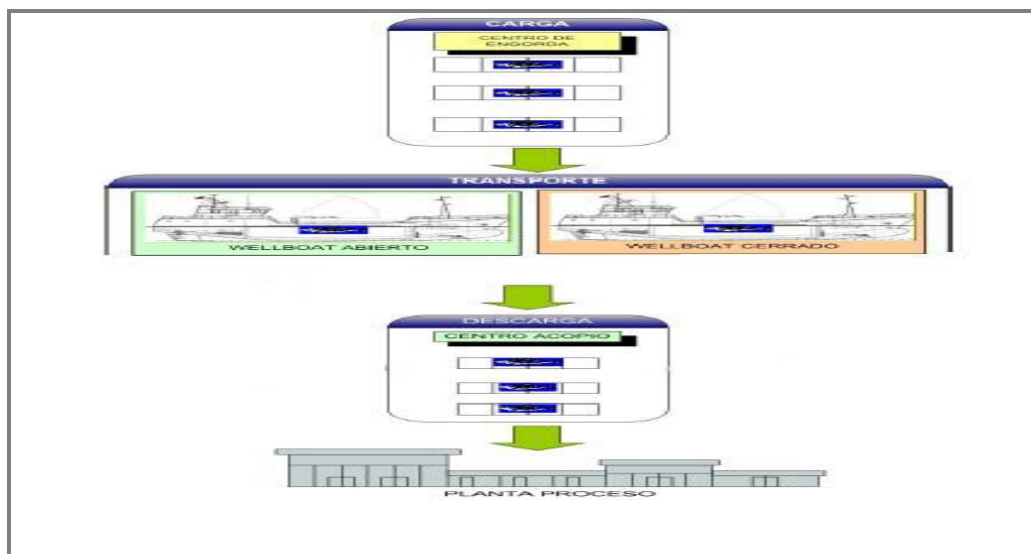 CARGA
CENTRO DE
ENGORDA
TRANSPORTE
WELLBOAT ABIERTO
WELLBOAT CERRADO
DESCARGA
CENTRO ACOPIO
PLANTA PROCESO